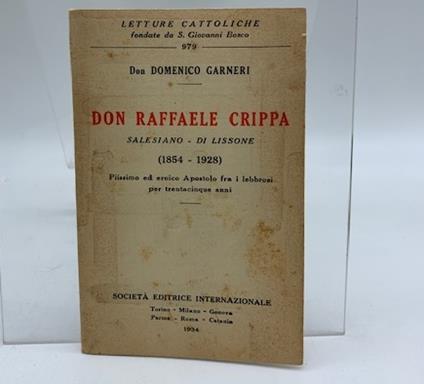 LETTURE CATTOLICHE
fondate da S. Giovanni Bosco
979
Don DOMENICO GARNERI
DON RAFFAELE CRIPPA
SALESIANO - DI LISSONE
(1854 - 1928)
Piissimo ed eroico Apostolo fra i lebbrosi
per trentacinque anni
SOCIETÀ EDITRICE INTERNAZIONALE
Torino - Milano - Genova
Parma - Roma - Catania
1934